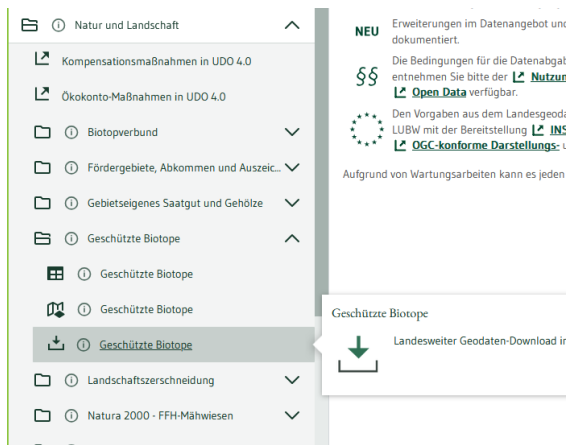 Natur und Landschaft
Kompensationsmaßnahmen in UDO 4.0
Ökokonto-Maßnahmen in UDO 4.0
Biotopverbund
Fördergebiete, Abkommen und Auszeic...
Gebietseigenes Saatgut und Gehölze
Geschützte Biotope
Geschützte Biotope
Geschützte Biotope
Geschützte Biotope
Landschaftszerschneidung
Natura 2000 - FFH-Mähwiesen
NEU
Erweiterungen im Datenangebot und
dokumentiert.
§§
Die Bedingungen für die Datenabgab
entnehmen Sie bitte der Nutzun
Open Data verfügbar.
Den Vorgaben aus dem Landesgeoda
LUBW mit der Bereitstellung INS
OGC-konforme Darstellungs- u
Aufgrund von Wartungsarbeiten kann es jeden
Geschützte Biotope
Landesweiter Geodaten-Download i